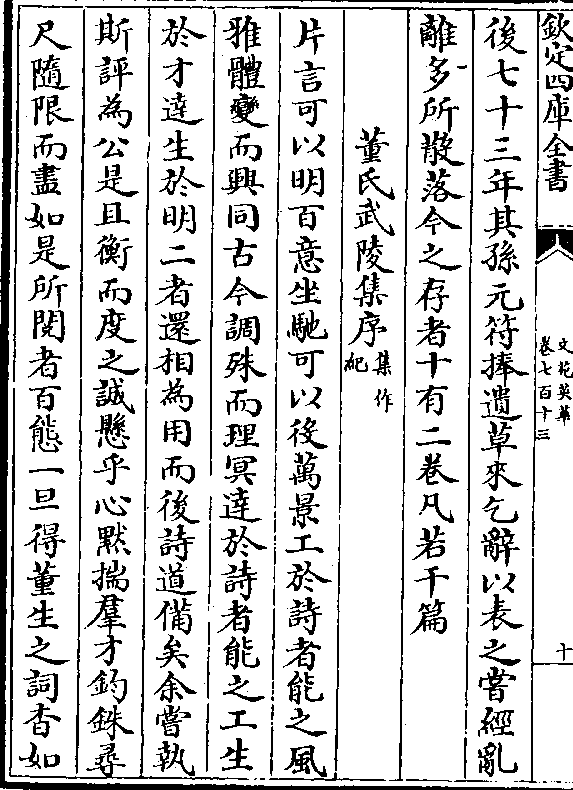 欽定四庫全書
文苑英華
卷七百十三
十
後七十三年其孫元符捧遺草來乞辭以表之嘗經亂
離多所散落今之存者十有二卷凡若干篇
董氏武陵集序集作紀
片言可以明百意坐馳可以役萬景工於詩者能之風
雅體變而興同古今調殊而理冥達於詩者能之工生
於才達生於明二者還相為用而後詩道備矣余嘗執
斯評為公是且衡而度之誠懸乎心默揣羣才鈞銖尋
尺隨限而盡如是所閱者百態一旦得董生之詞杳如